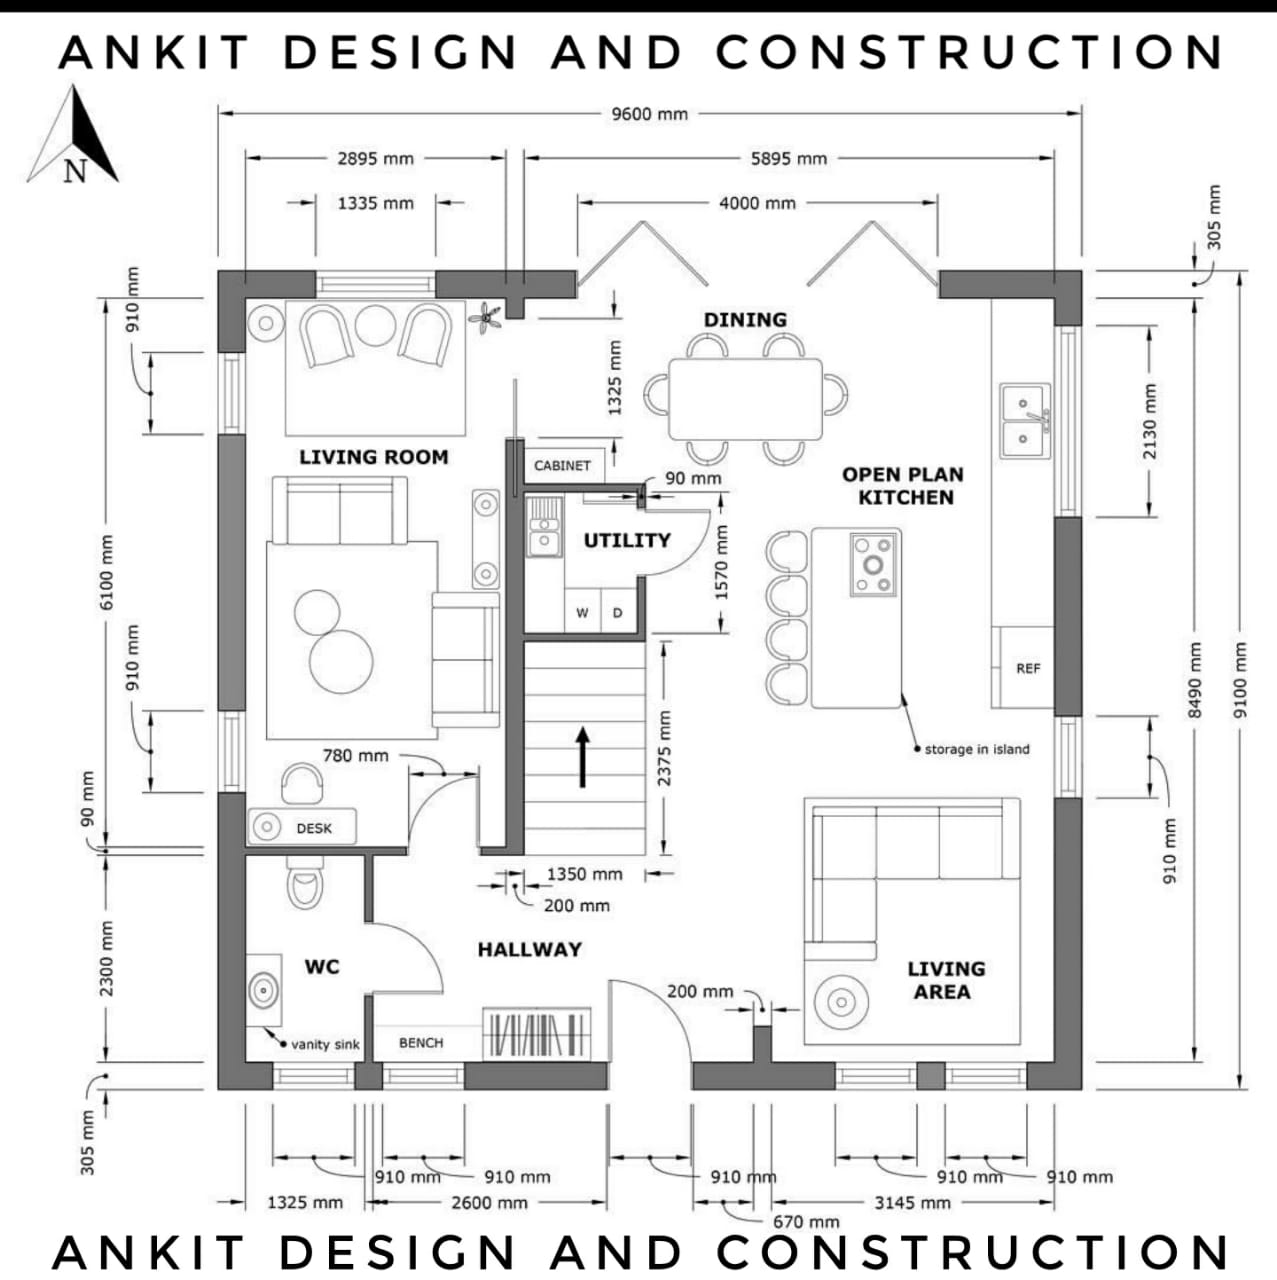 ANKIT DESIGN AND CONSTRUCTION
N
9600 mm
2895 mm
5895 mm
1335 mm
4000 mm
305 mm
910 mm
DINING
1325 mm
2130 mm
LIVING ROOM
CABINET
90 mm
OPEN PLAN
KITCHEN
UTILITY
1570 mm
6100 mm
W
D
910 mm
REF
8490 mm
9100 mm
2375 mm
storage in island
780 mm
90 mm
DESK
910 mm
1350 mm
200 mm
HALLWAY
WC
2300 mm
LIVING
AREA
200 mm
vanity sink
BENCH
305 mm
910 mm
910 mm
910 mm
910 mm
910 mm
1325 mm
2600 mm
3145 mm
670 mm
ANKIT DESIGN AND CONSTRUCTION